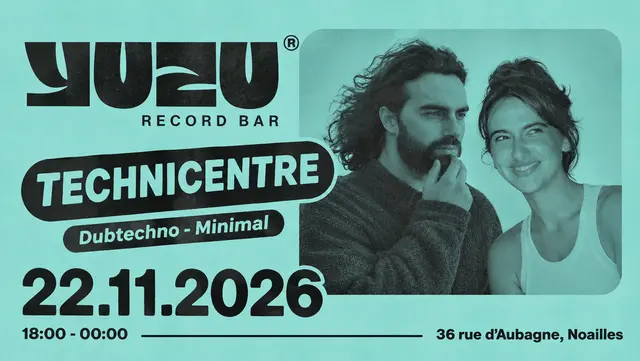 YUZU®
RECORD BAR
TECHNICENTRE
Dubtechno - Minimal
22.11.2026
18:00 - 00:00
36 rue d'Aubagne, Noailles